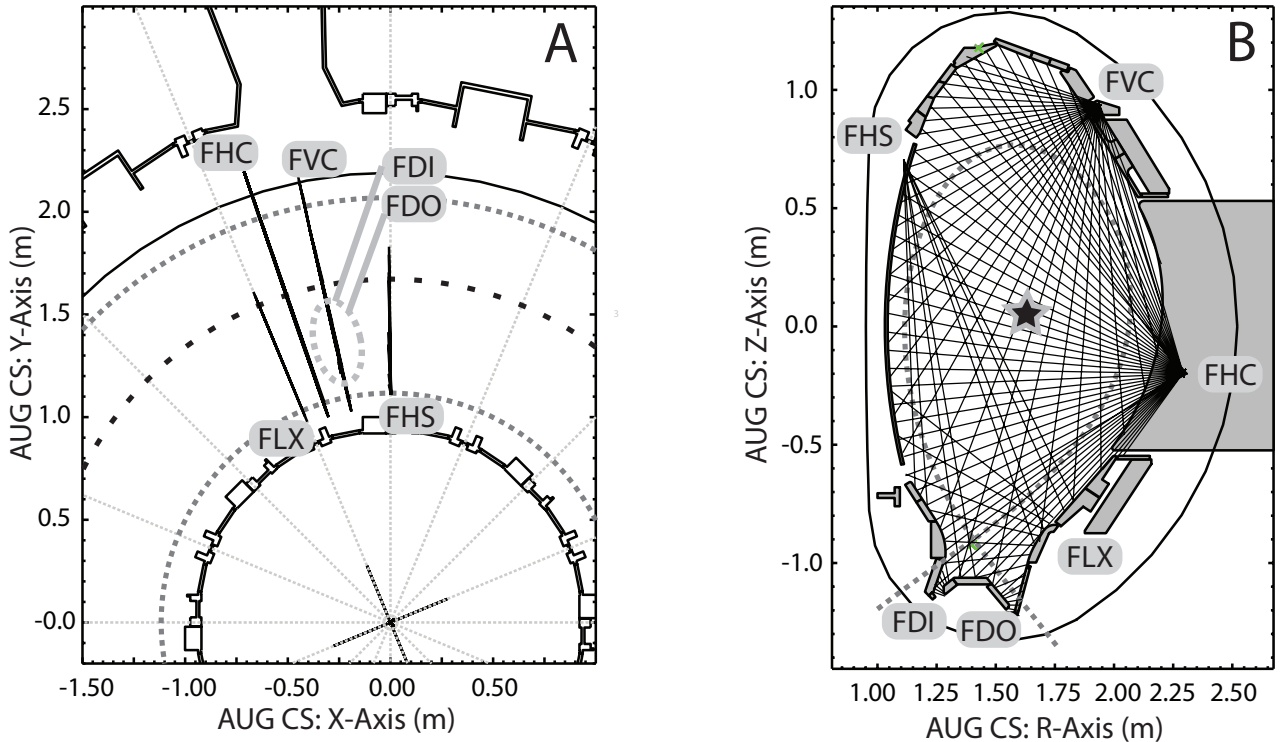 A
2.5
FHC
FVC
FDI
FDO
2.0
1.5
1.0
FHS
FLX
0.5
-0.0
-1.50
-1.00
-0.50
0.00
0.50
AUG CS: X-Axis (m)
AUG CS: Y-Axis (m)
3
B
1.0
FVC
FHS
0.5
0.0
FHC
-0.5
FLX
-1.0
FDI
FDO
1.00 1.25 1.50 1.75 2.00 2.25 2.50
AUG CS: R-Axis (m)
AUG CS: Z-Axis (m)